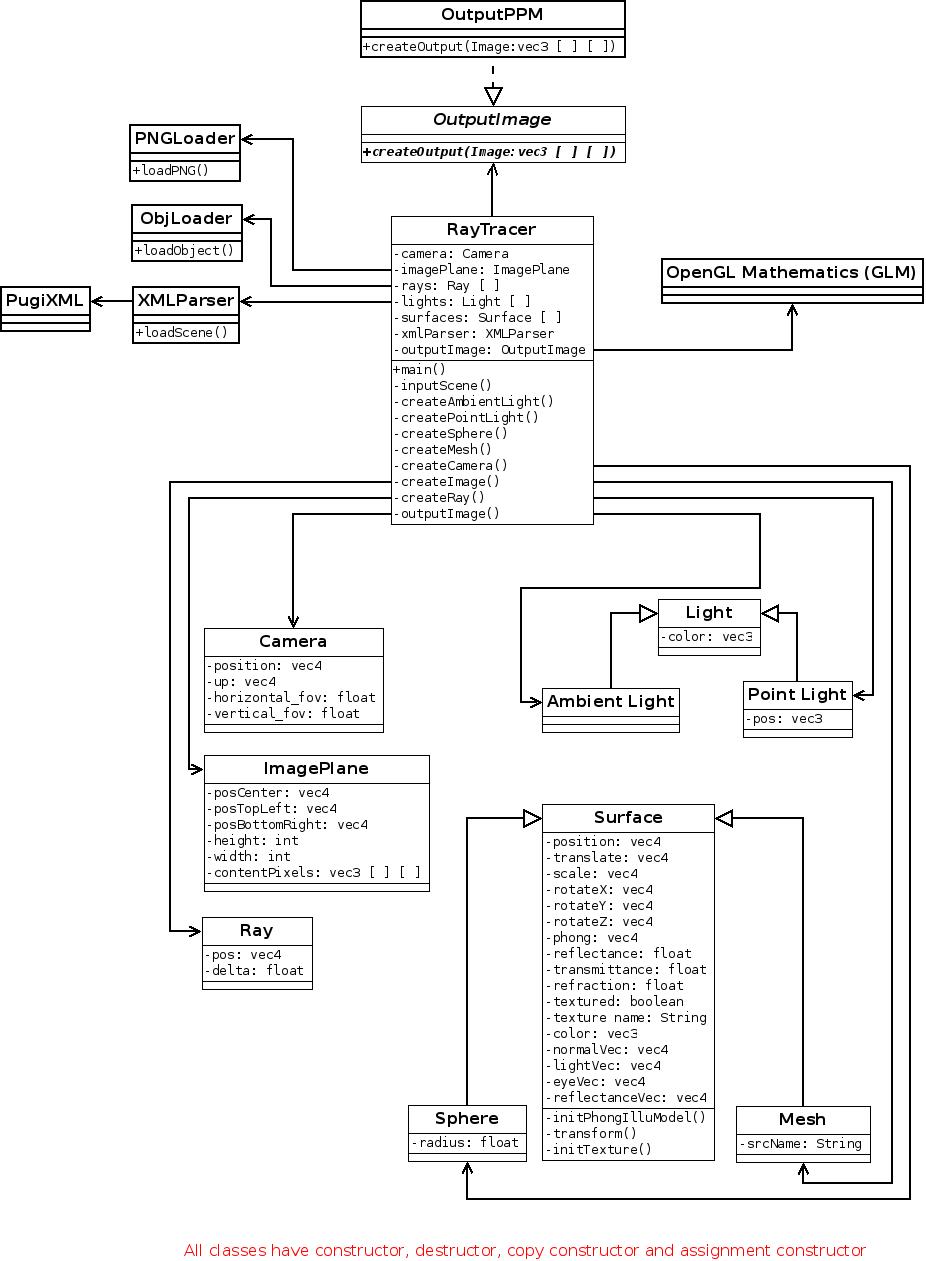 OutputPPM
+createOutput(Image:vec3 [ ] [ ])
OutputImage
+createOutput(Image:vec3 [ ] [ ])
PNGLoader
+loadPNG()
ObjLoader
+loadObject()
PugiXML
XMLParser
+loadScene()
RayTracer
-camera: Camera
-imagePlane: ImagePlane
-rays: Ray [ ]
-lights: Light [ ]
-surfaces: Surface [ ]
-xmlParser: XMLParser
-outputImage: OutputImage
+main()
-inputScene()
-createAmbientLight()
-createPointLight()
-createSphere()
-createMesh()
-createCamera()
-createImage()
-createRay()
-outputImage()
OpenGL Mathematics (GLM)
Camera
-position: vec4
-up: vec4
-horizontal_fov: float
-vertical_fov: float
Light
-color: vec3
Ambient Light
Point Light
-pos: vec3
ImagePlane
-posCenter: vec4
-posTopLeft: vec4
-posBottomRight: vec4
-height: int
-width: int
-contentPixels: vec3 [ ] [ ]
Ray
-pos: vec4
-delta: float
Surface
-position: vec4
-translate: vec4
-scale: vec4
-rotateX: vec4
-rotateY: vec4
-rotateZ: vec4
-phong: vec4
-reflectance: float
-transmittance: float
-refraction: float
-textured: boolean
-texture name: String
-color: vec3
-normalVec: vec4
-lightVec: vec4
-eyeVec: vec4
-reflectanceVec: vec4
-initPhongIlluModel()
-transform()
-initTexture()
Sphere
-radius: float
Mesh
-srcName: String
All classes have constructor, destructor, copy constructor and assignment constructor